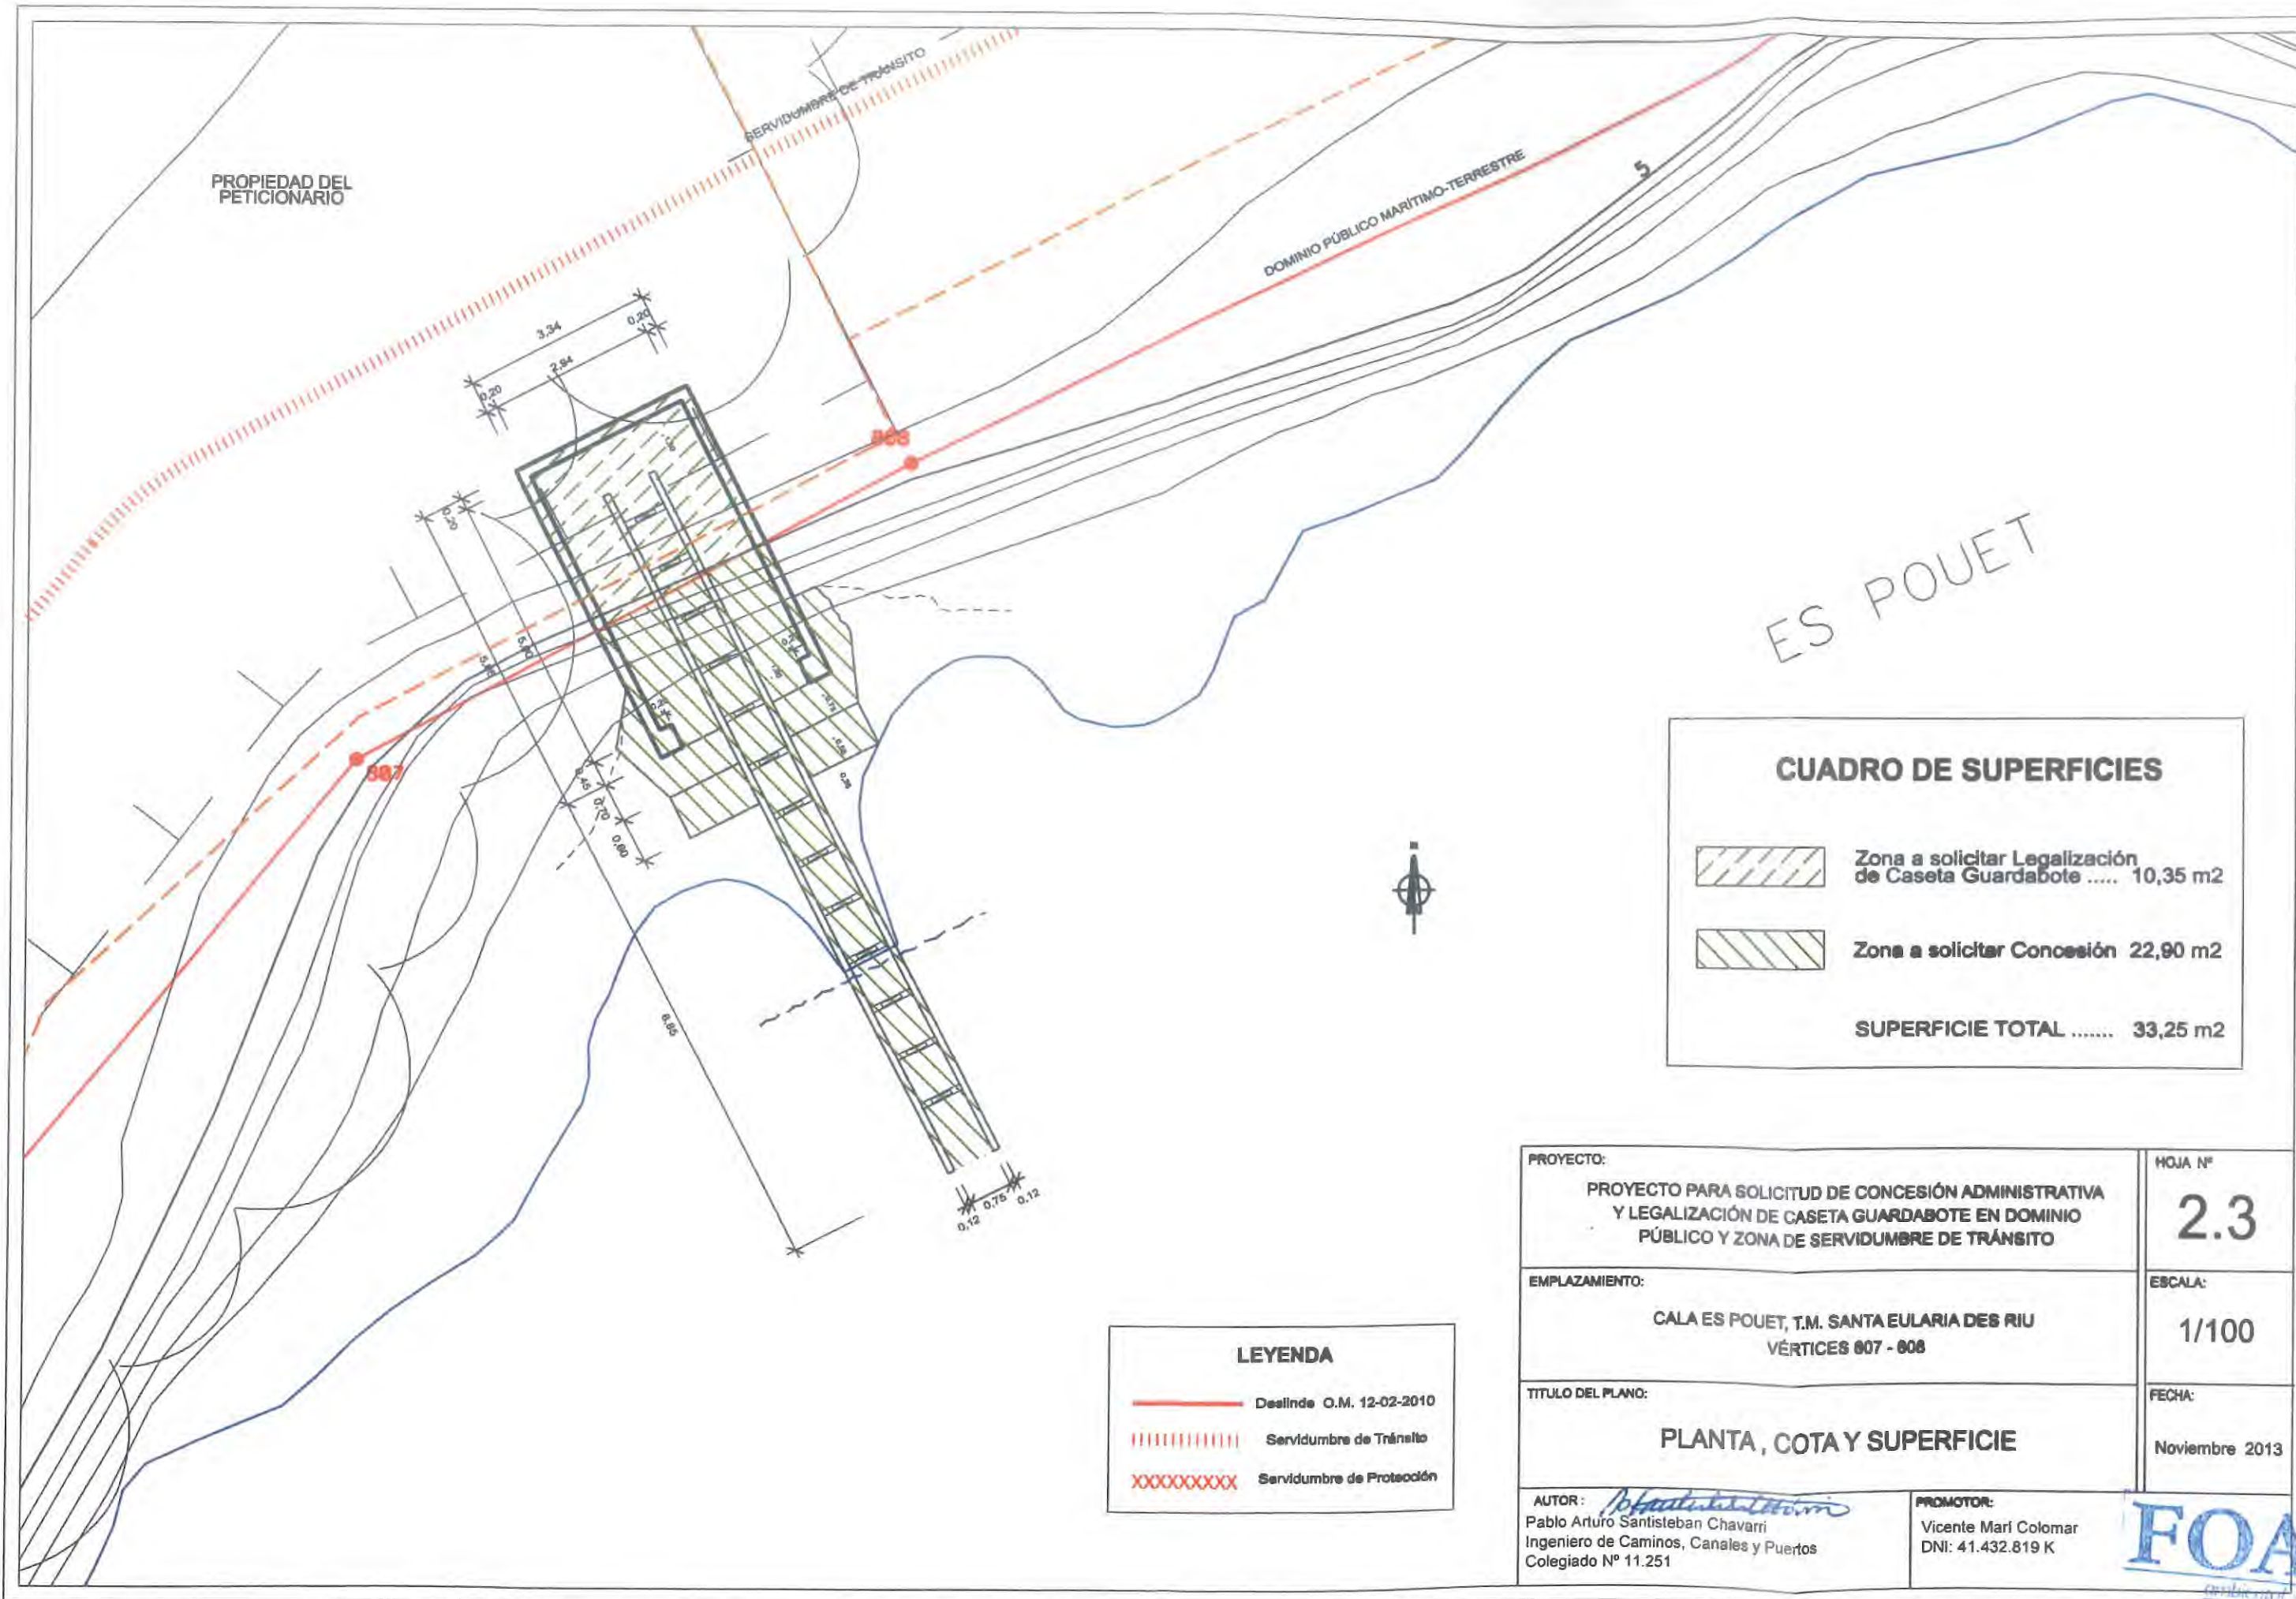 SERVIDUMBRE DE TRÁNSITO
PROPIEDAD DEL
PETICIONARIO
DOMINIO PÚBLICO MARÍTIMO-TERRESTRE
5
3,34
0,20
2,94
0,20
808
0,20
5,80
807
0,45
0,70
0,60
0,75
6,85
0,12
0,75
0,12
ES POUET
CUADRO DE SUPERFICIES
Zona a solicitar Legalización
de Caseta Guardabote ..... 10,35 m2
Zona a solicitar Concesión 22,90 m2
SUPERFICIE TOTAL ....... 33,25 m2
LEYENDA
Deslinde O.M. 12-02-2010
Servidumbre de Tránsito
XXXXXXXXX Servidumbre de Protección
PROYECTO:
PROYECTO PARA SOLICITUD DE CONCESIÓN ADMINISTRATIVA
Y LEGALIZACIÓN DE CASETA GUARDABOTE EN DOMINIO
PÚBLICO Y ZONA DE SERVIDUMBRE DE TRÁNSITO
HOJA Nº
2.3
EMPLAZAMIENTO:
CALA ES POUET, T.M. SANTA EULARIA DES RIU
VÉRTICES 807 - 808
ESCALA:
1/100
TITULO DEL PLANO:
PLANTA , COTA Y SUPERFICIE
FECHA:
Noviembre 2013
AUTOR:
Pablo Arturo Santisteban Chavarri
Ingeniero de Caminos, Canales y Puertos
Colegiado Nº 11.251
PROMOTOR:
Vicente Marí Colomar
DNI: 41.432.819 K
FOA
ambiental